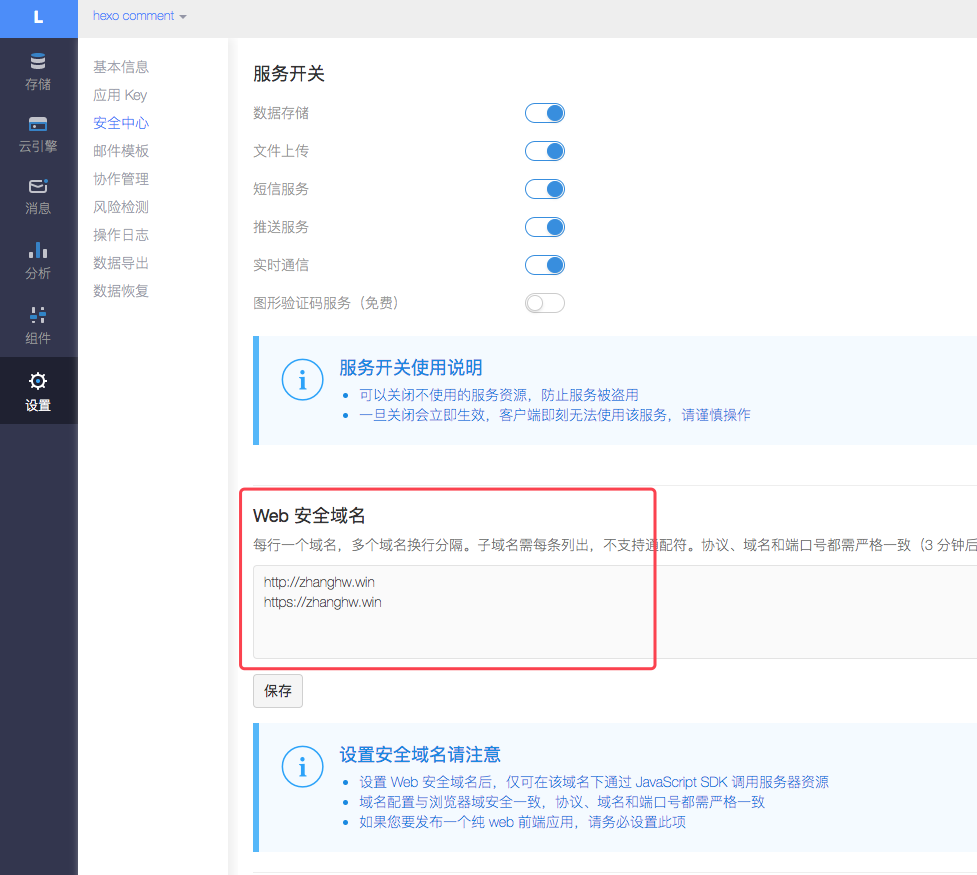 L
hexo comment
存储
云引擎
消息
分析
组件
设置
基本信息
应用 Key
安全中心
邮件模板
协作管理
风险检测
操作日志
数据导出
数据恢复
服务开关
数据存储
文件上传
短信服务
推送服务
实时通信
图形验证码服务（免费）
服务开关使用说明
可以关闭不使用的服务资源，防止服务被盗用
一旦关闭会立即生效，客户端即刻无法使用该服务，请谨慎操作
Web 安全域名
每行一个域名，多个域名换行分隔。子域名需每条列出，不支持通配符。协议、域名和端口号都需严格一致（3 分钟后
http://zhanghw.win
https://zhanghw.win
保存
设置安全域名请注意
设置 Web 安全域名后，仅可在该域名下通过 JavaScript SDK 调用服务器资源
域名配置与浏览器域安全一致，协议、域名和端口号都需严格一致
如果您要发布一个纯 web 前端应用，请务必设置此项